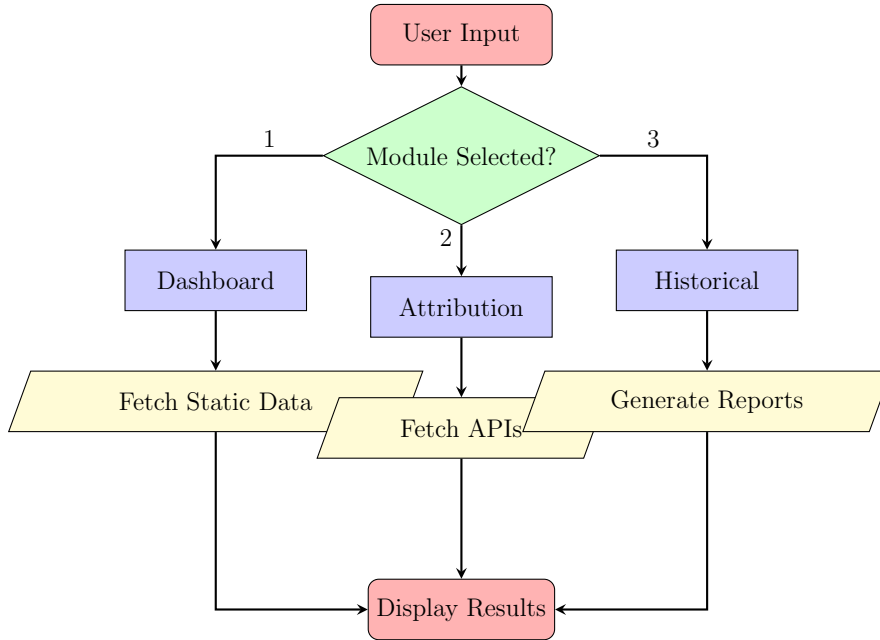 User Input
Module Selected?
1
3
2
Dashboard
Attribution
Historical
Fetch Static Data
Fetch APIs
Generate Reports
Display Results